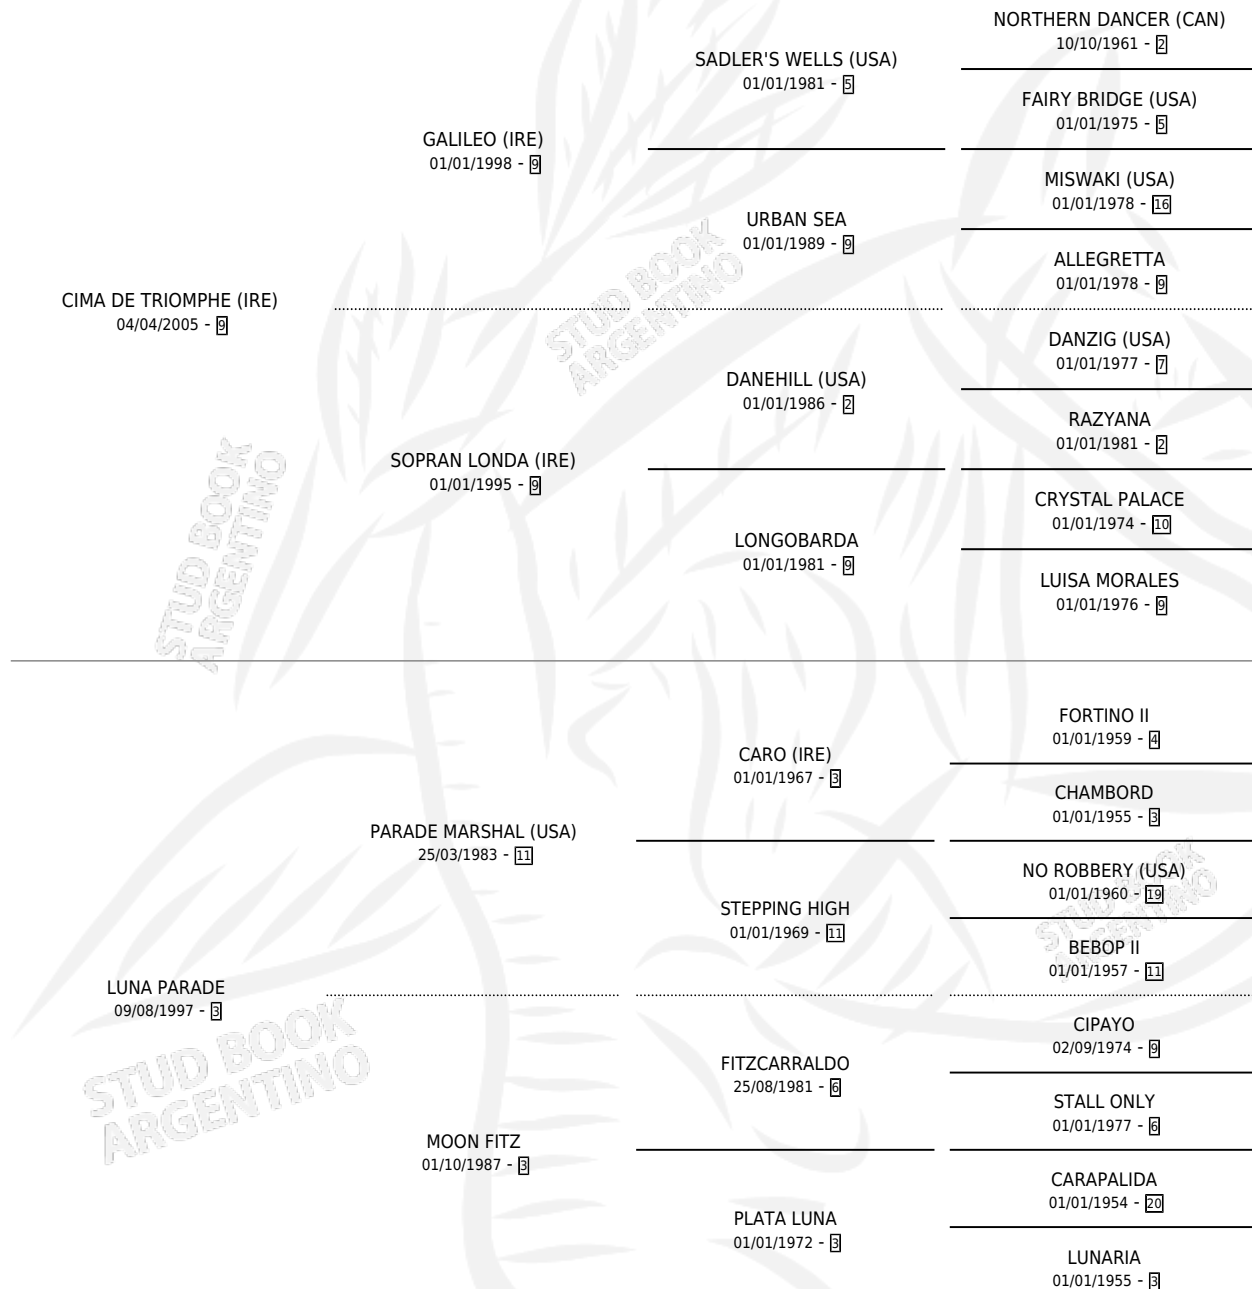 NORTHERN DANCER (CAN)
10/10/1961 - 2
SADLER'S WELLS (USA)
01/01/1981 - 5
FAIRY BRIDGE (USA)
01/01/1975 - 5
GALILEO (IRE)
01/01/1998 - 9
MISWAKI (USA)
01/01/1978 - 16
URBAN SEA
01/01/1989 - 9
ALLEGRETTA
01/01/1978 - 9
CIMA DE TRIOMPHE (IRE)
04/04/2005 - 9
STUD BOOK
ARGENTINO
DANZIG (USA)
01/01/1977 - 7
DANEHILL (USA)
01/01/1986 - 2
RAZYANA
01/01/1981 - 2
SOPRAN LONDA (IRE)
01/01/1995 - 9
CRYSTAL PALACE
01/01/1974 - 10
LONGOBARDA
01/01/1981 - 9
LUISA MORALES
01/01/1976 - 9
STUD BOOK
ARGENTINO
FORTINO II
01/01/1959 - 4
CARO (IRE)
01/01/1967 - 3
CHAMBORD
01/01/1955 - 3
PARADE MARSHAL (USA)
25/03/1983 - 11
NO ROBBERY (USA)
01/01/1960 - 19
STEPPING HIGH
01/01/1969 - 11
BEBOP II
01/01/1957 - 11
STUD BOOK
ARGENTINO
LUNA PARADE
09/08/1997 - 3
CIPAYO
02/09/1974 - 9
FITZCARRALDO
25/08/1981 - 6
STALL ONLY
01/01/1977 - 6
STUD BOOK
ARGENTINO
MOON FITZ
01/10/1987 - 3
CARAPALIDA
01/01/1954 - 20
PLATA LUNA
01/01/1972 - 3
LUNARIA
01/01/1955 - 3